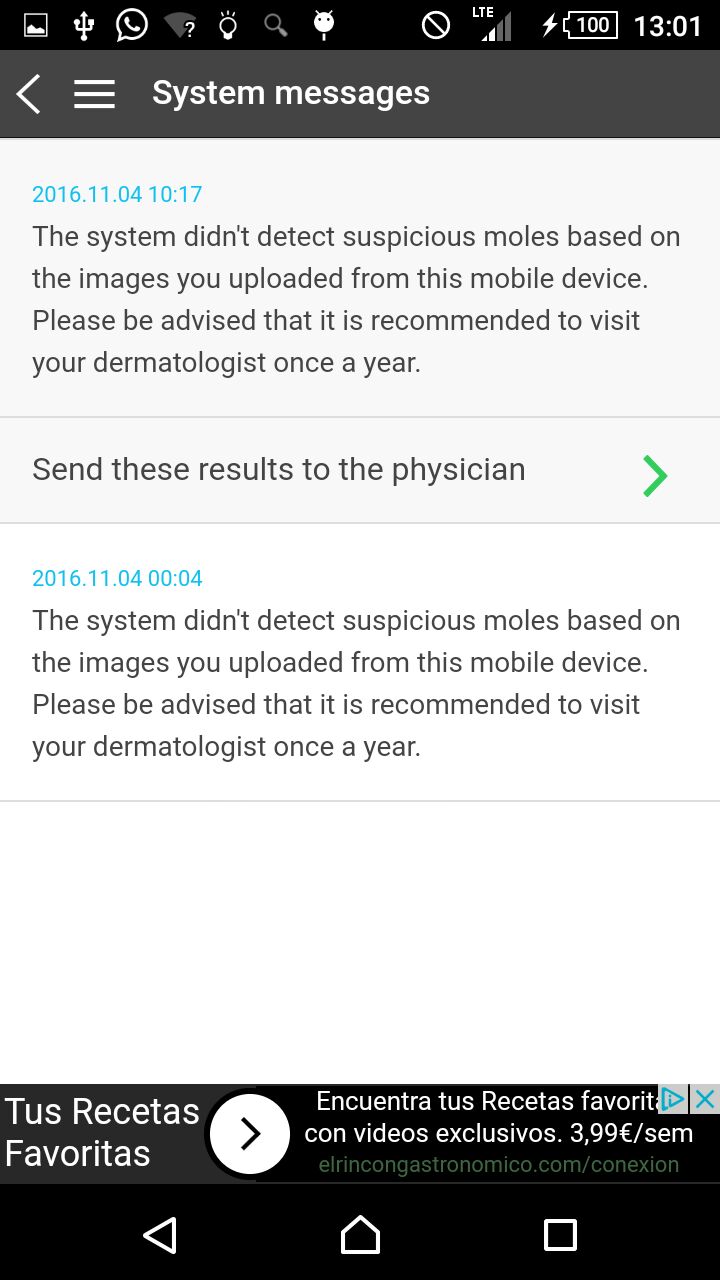 LTE 100 13:01
System messages
2016.11.04 10:17
The system didn't detect suspicious moles based on
the images you uploaded from this mobile device.
Please be advised that it is recommended to visit
your dermatologist once a year.
Send these results to the physician
2016.11.04 00:04
The system didn't detect suspicious moles based on
the images you uploaded from this mobile device.
Please be advised that it is recommended to visit
your dermatologist once a year.
Tus Recetas
Favoritas
Encuentra tus Recetas favorita
con videos exclusivos. 3,99€/sem
elrincongastronomico.com/conexion